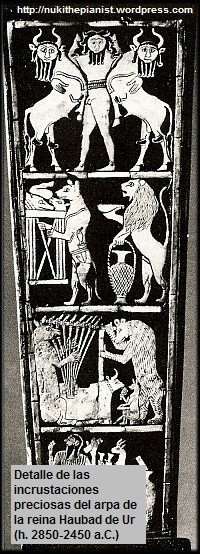 http://nukithepianist.wordpress.com
Detalle de las
incrustaciones
preciosas del arpa de
la reina Haubad de Ur
(h. 2850-2450 a.C.)